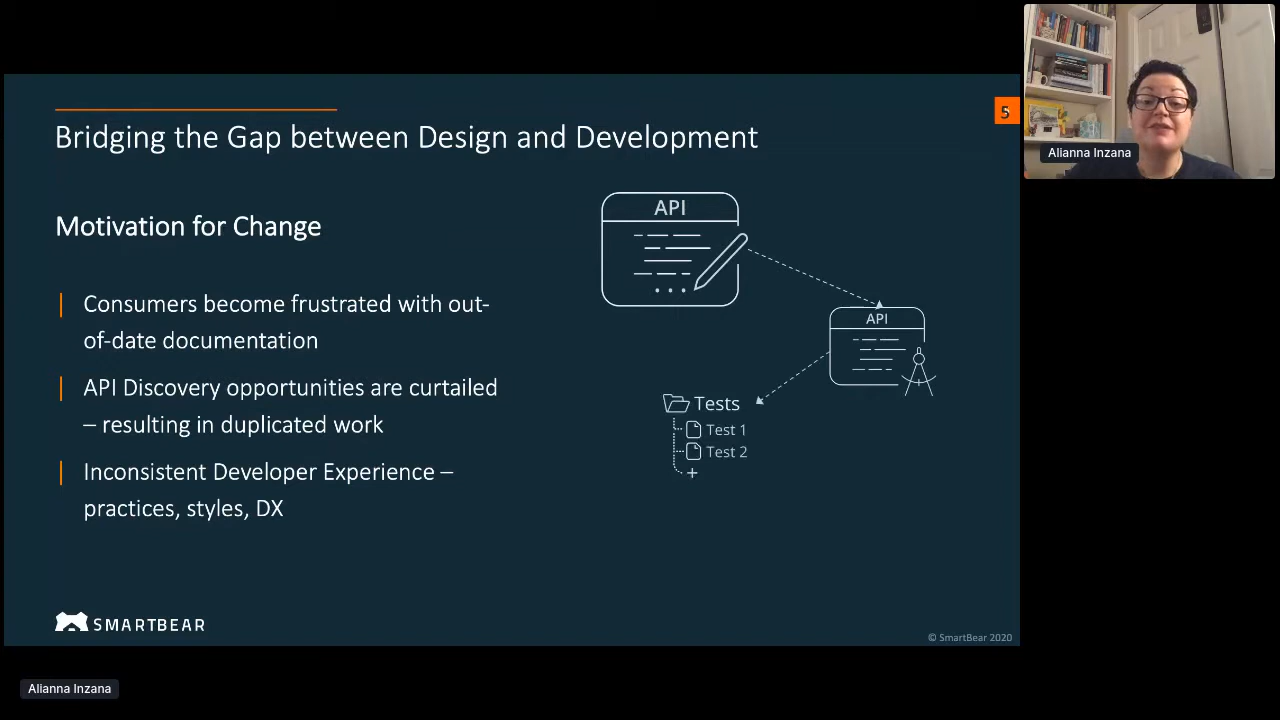 Bridging the Gap between Design and Development
5
Motivation for Change
Consumers become frustrated with out-
of-date documentation
API Discovery opportunities are curtailed
– resulting in duplicated work
Inconsistent Developer Experience –
practices, styles, DX
API
API
Tests
Test 1
Test 2
SMARTBEAR
© SmartBear 2020
Alianna Inzana
Alianna Inzana